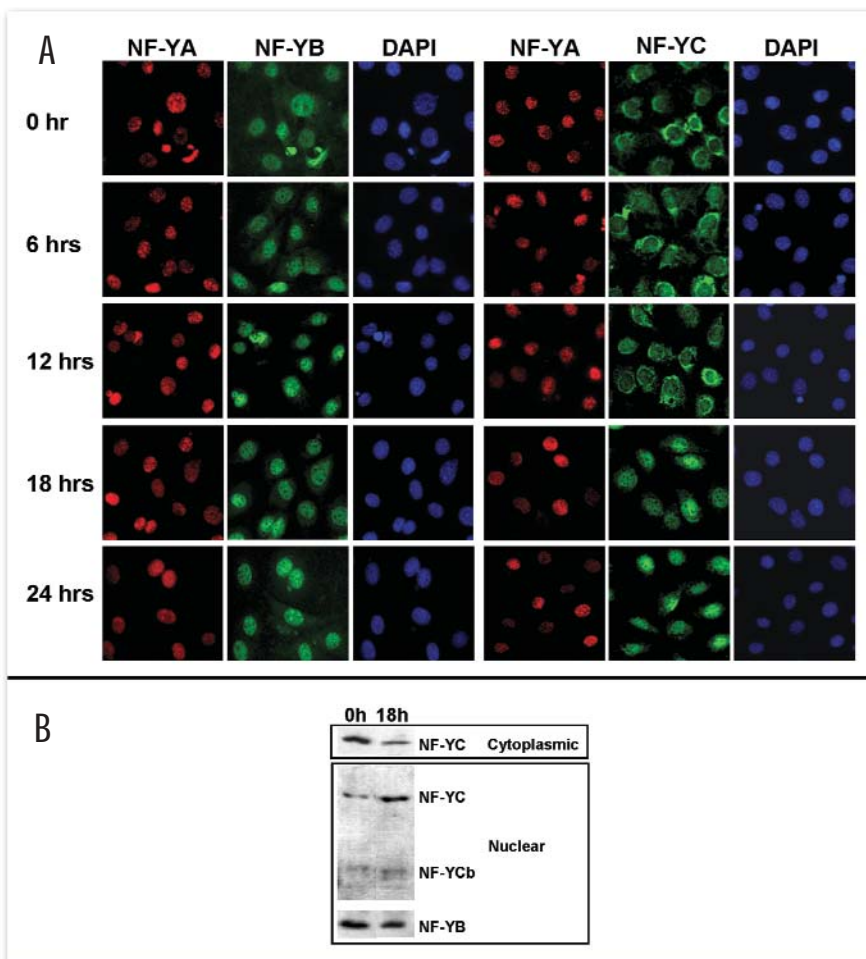 A
NF-YA NF-YB DAPI NF-YA NF-YC DAPI
0 hr
6 hrs
12 hrs
18 hrs
24 hrs
B
0h 18h
NF-YC Cytoplasmic
NF-YC
Nuclear
NF-YCb
NF-YB